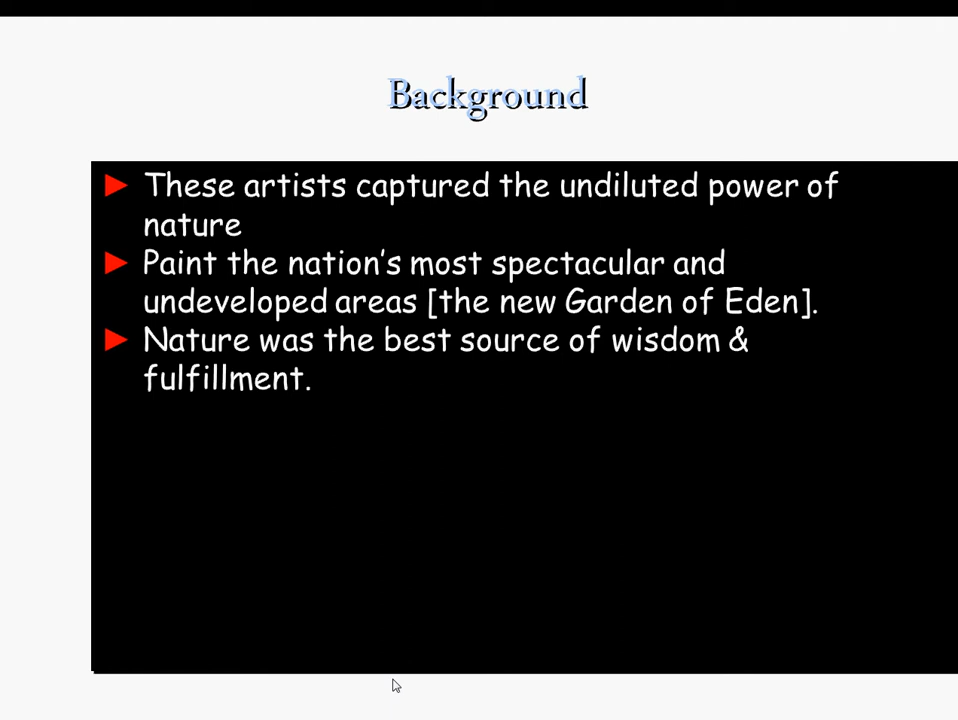 Background
► These artists captured the undiluted power of
nature
► Paint the nation's most spectacular and
undeveloped areas [the new Garden of Eden].
► Nature was the best source of wisdom &
fulfillment.